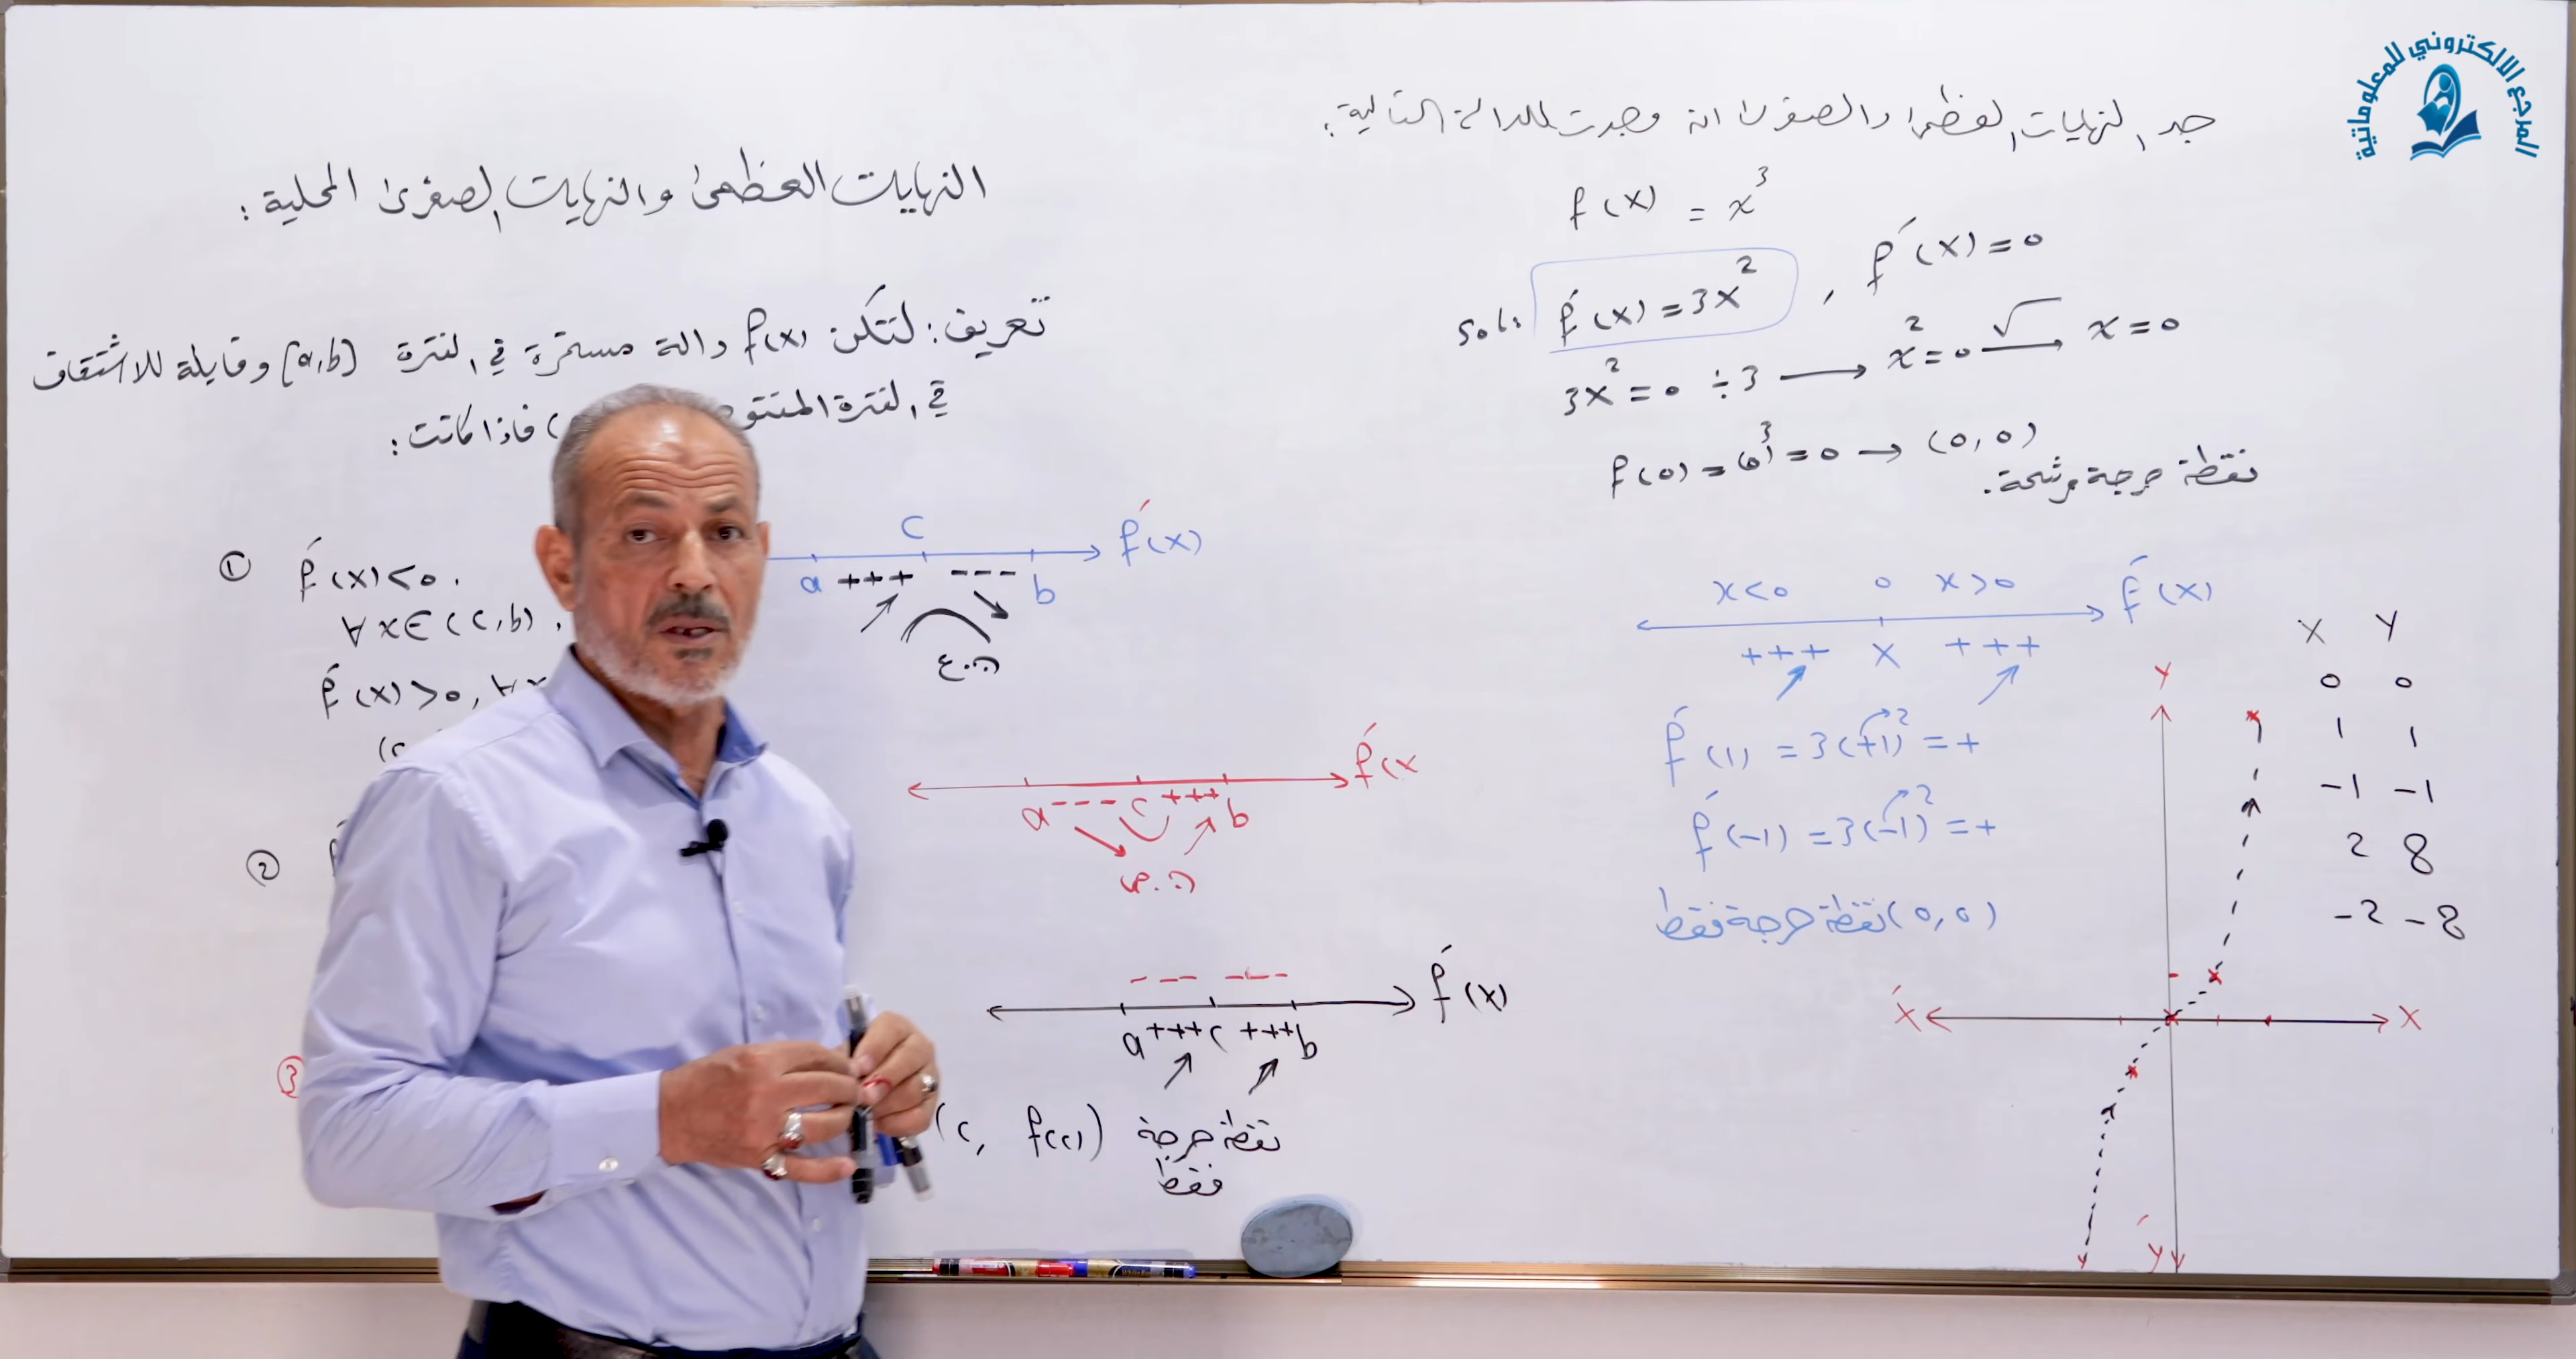 المرجع الالكتروني للمعلوماتية
جد النهايات العظمى والصغرى ان وجدت للدالة التالية:
f(x) = x³
sol: f́(x) = 3x² , f́(x) = 0
3x² = 0 ÷3 → x² = 0 √→ x = 0
f(0) = (0)³ = 0 → (0,0)
نقطة حرجة مرشحة.
x<0 0 x>0 f́(x)
+++ x +++
f́(1) = 3(+1)² = +
f́(-1) = 3(-1)² = +
(0,0) نقطة حرجة فقط
x y
0 0
1 1
-1 -1
2 8
-2 -8
y
x́ x
ý
النهايات العظمى والنهايات الصغرى المحلية:
تعريف: لتكن f(x) دالة مستمرة في الفترة [a,b] وقابلة للاشتقاق
في الفترة فاذا كانت:
① f́(x)<0.
∀x∈(c,b).
f́(x)>0, ∀x
c f́(x)
a +++ --- b
ن.ع
②
f́(x
a --- c +++ b
ن.ص
③
--- ---
f́(x)
a +++ c +++ b
(c, f(c)) نقطة حرجة
فقط